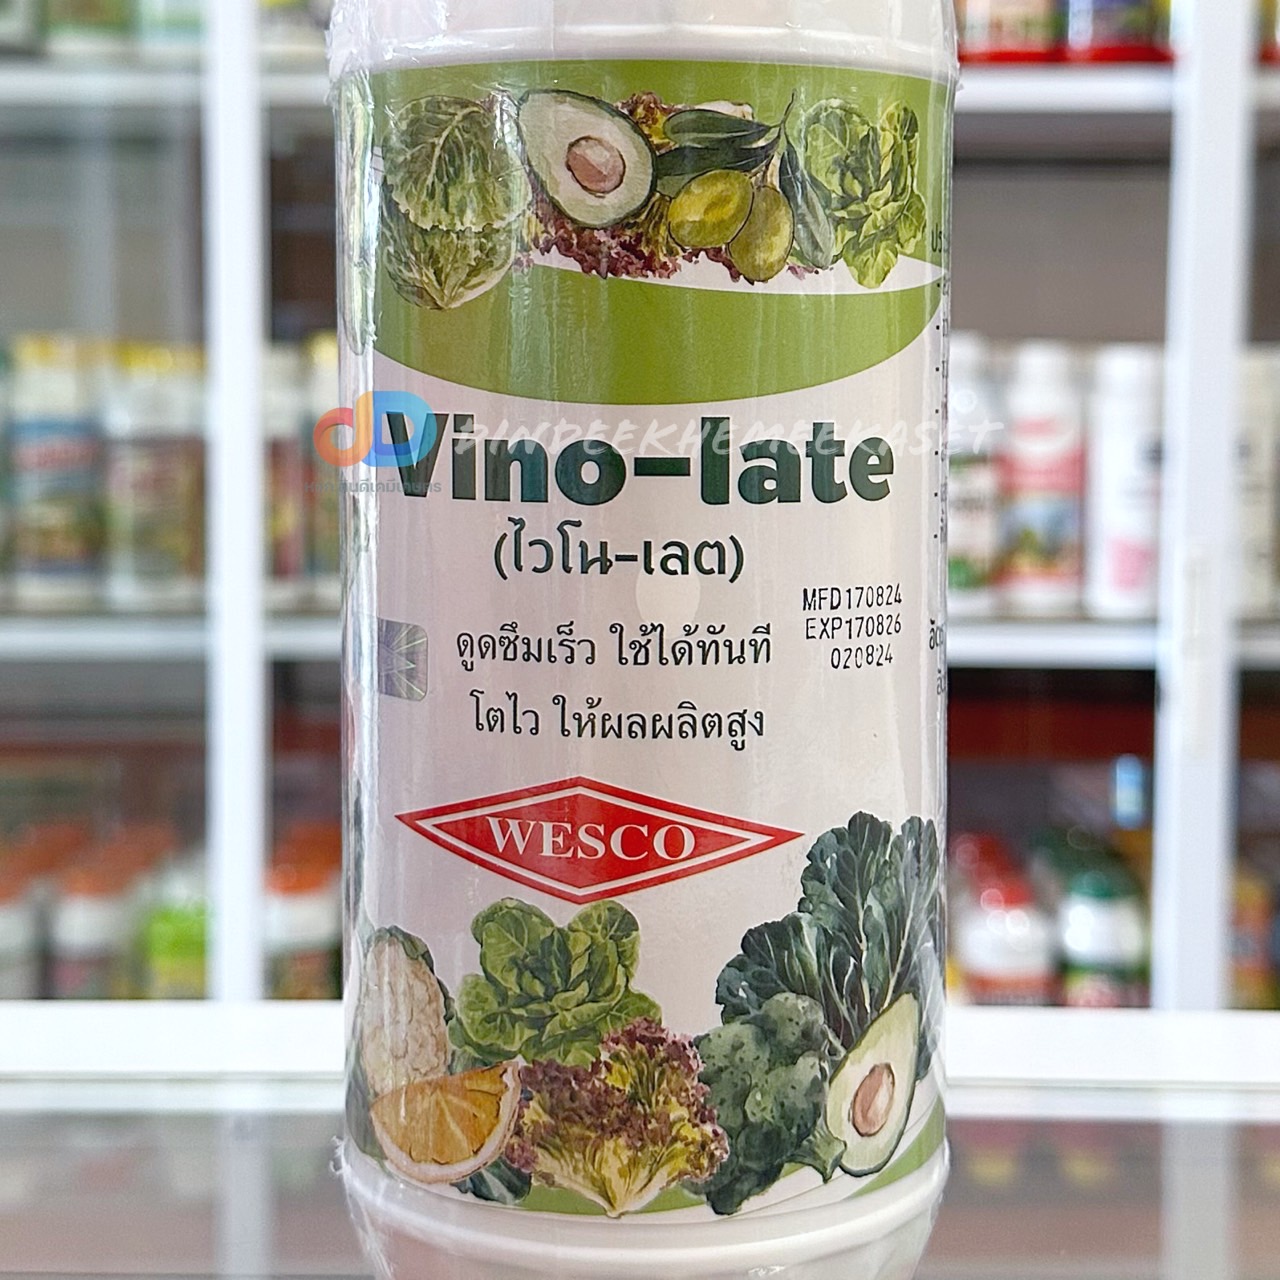 Vino-late
DINDEEKHEMEEKASET
(ไวโน-เลต)
MFD170824
EXP170826
020824
ดูดซึมเร็ว ใช้ได้ทันที
โตไว ให้ผลผลิตสูง
WESCO